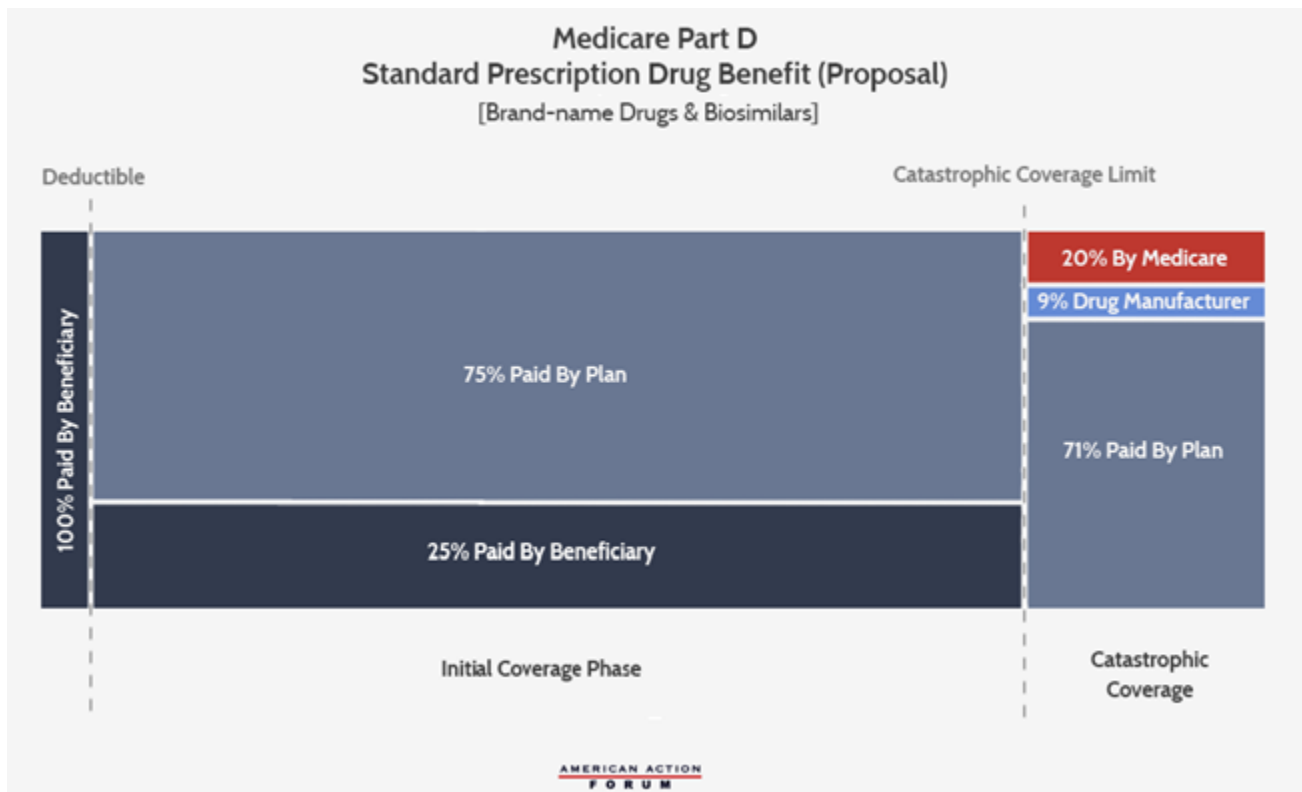 Medicare Part D
Standard Prescription Drug Benefit (Proposal)
[Brand-name Drugs & Biosimilars]
Deductible
Catastrophic Coverage Limit
100% Paid By Beneficiary
75% Paid By Plan
25% Paid By Beneficiary
20% By Medicare
9% Drug Manufacturer
71% Paid By Plan
Initial Coverage Phase
Catastrophic
Coverage
AMERICAN ACTION
FORUM